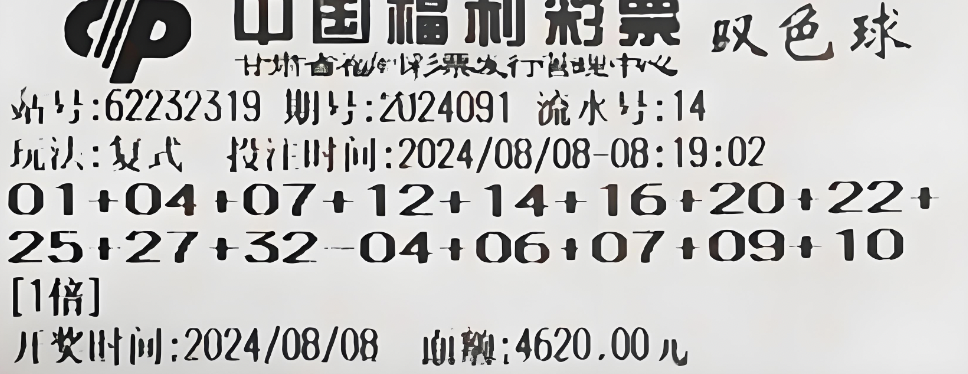 中国福利彩票 双色球
甘肃省福利彩票发行管理中心
站号:62232319 期号:2024091 流水号:14
玩法:复式 投注时间:2024/08/08-08:19:02
01+04+07+12+14+16+20+22+
25+27+32-04+06+07+09+10
[1倍]
开奖时间:2024/08/08 面额:4620.00元